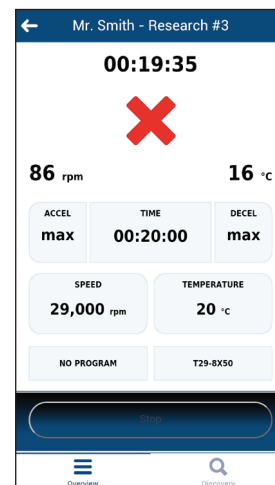 Mr. Smith - Research #3
00:19:35
86 rpm 16 °C
ACCEL TIME DECEL
max 00:20:00 max
SPEED TEMPERATURE
29,000 rpm 20 °C
NO PROGRAM T29-8X50
Stop
Overview Discovery